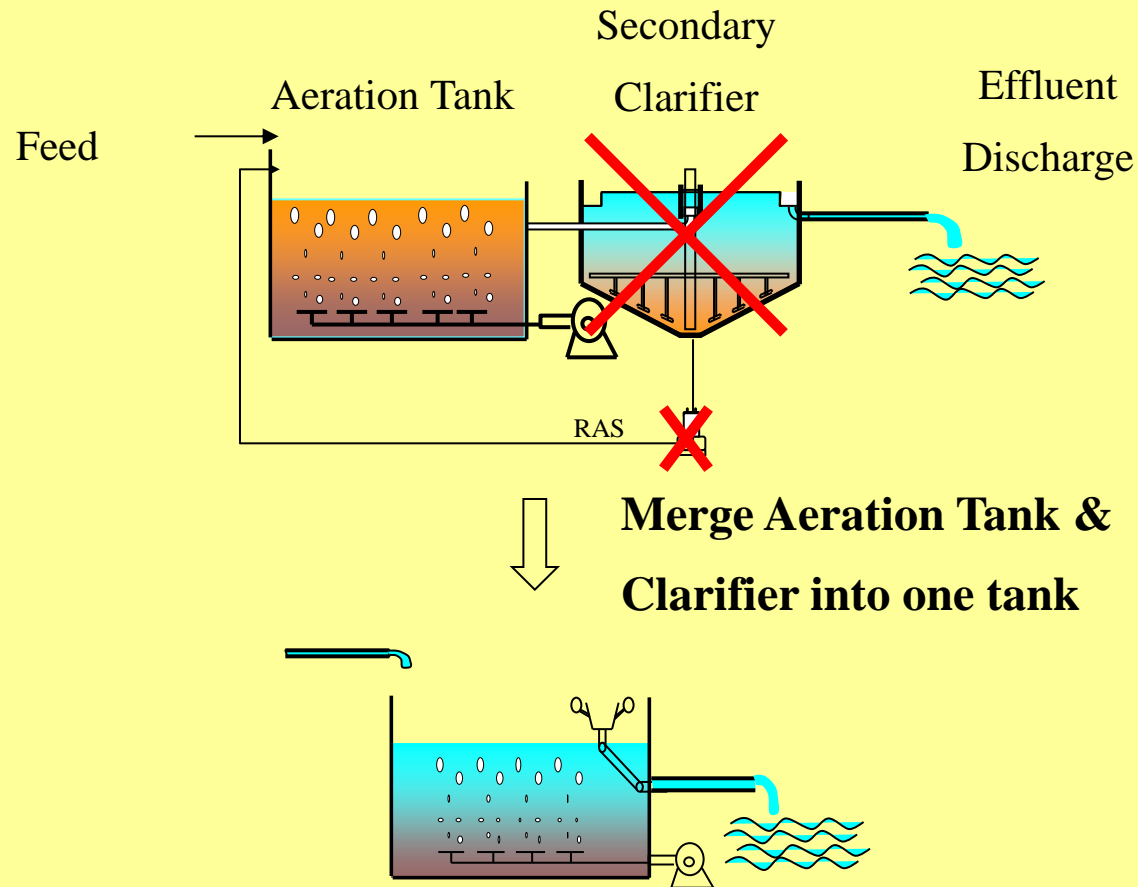 Secondary
Clarifier
Aeration Tank
Effluent
Discharge
Feed
RAS
Merge Aeration Tank &
Clarifier into one tank